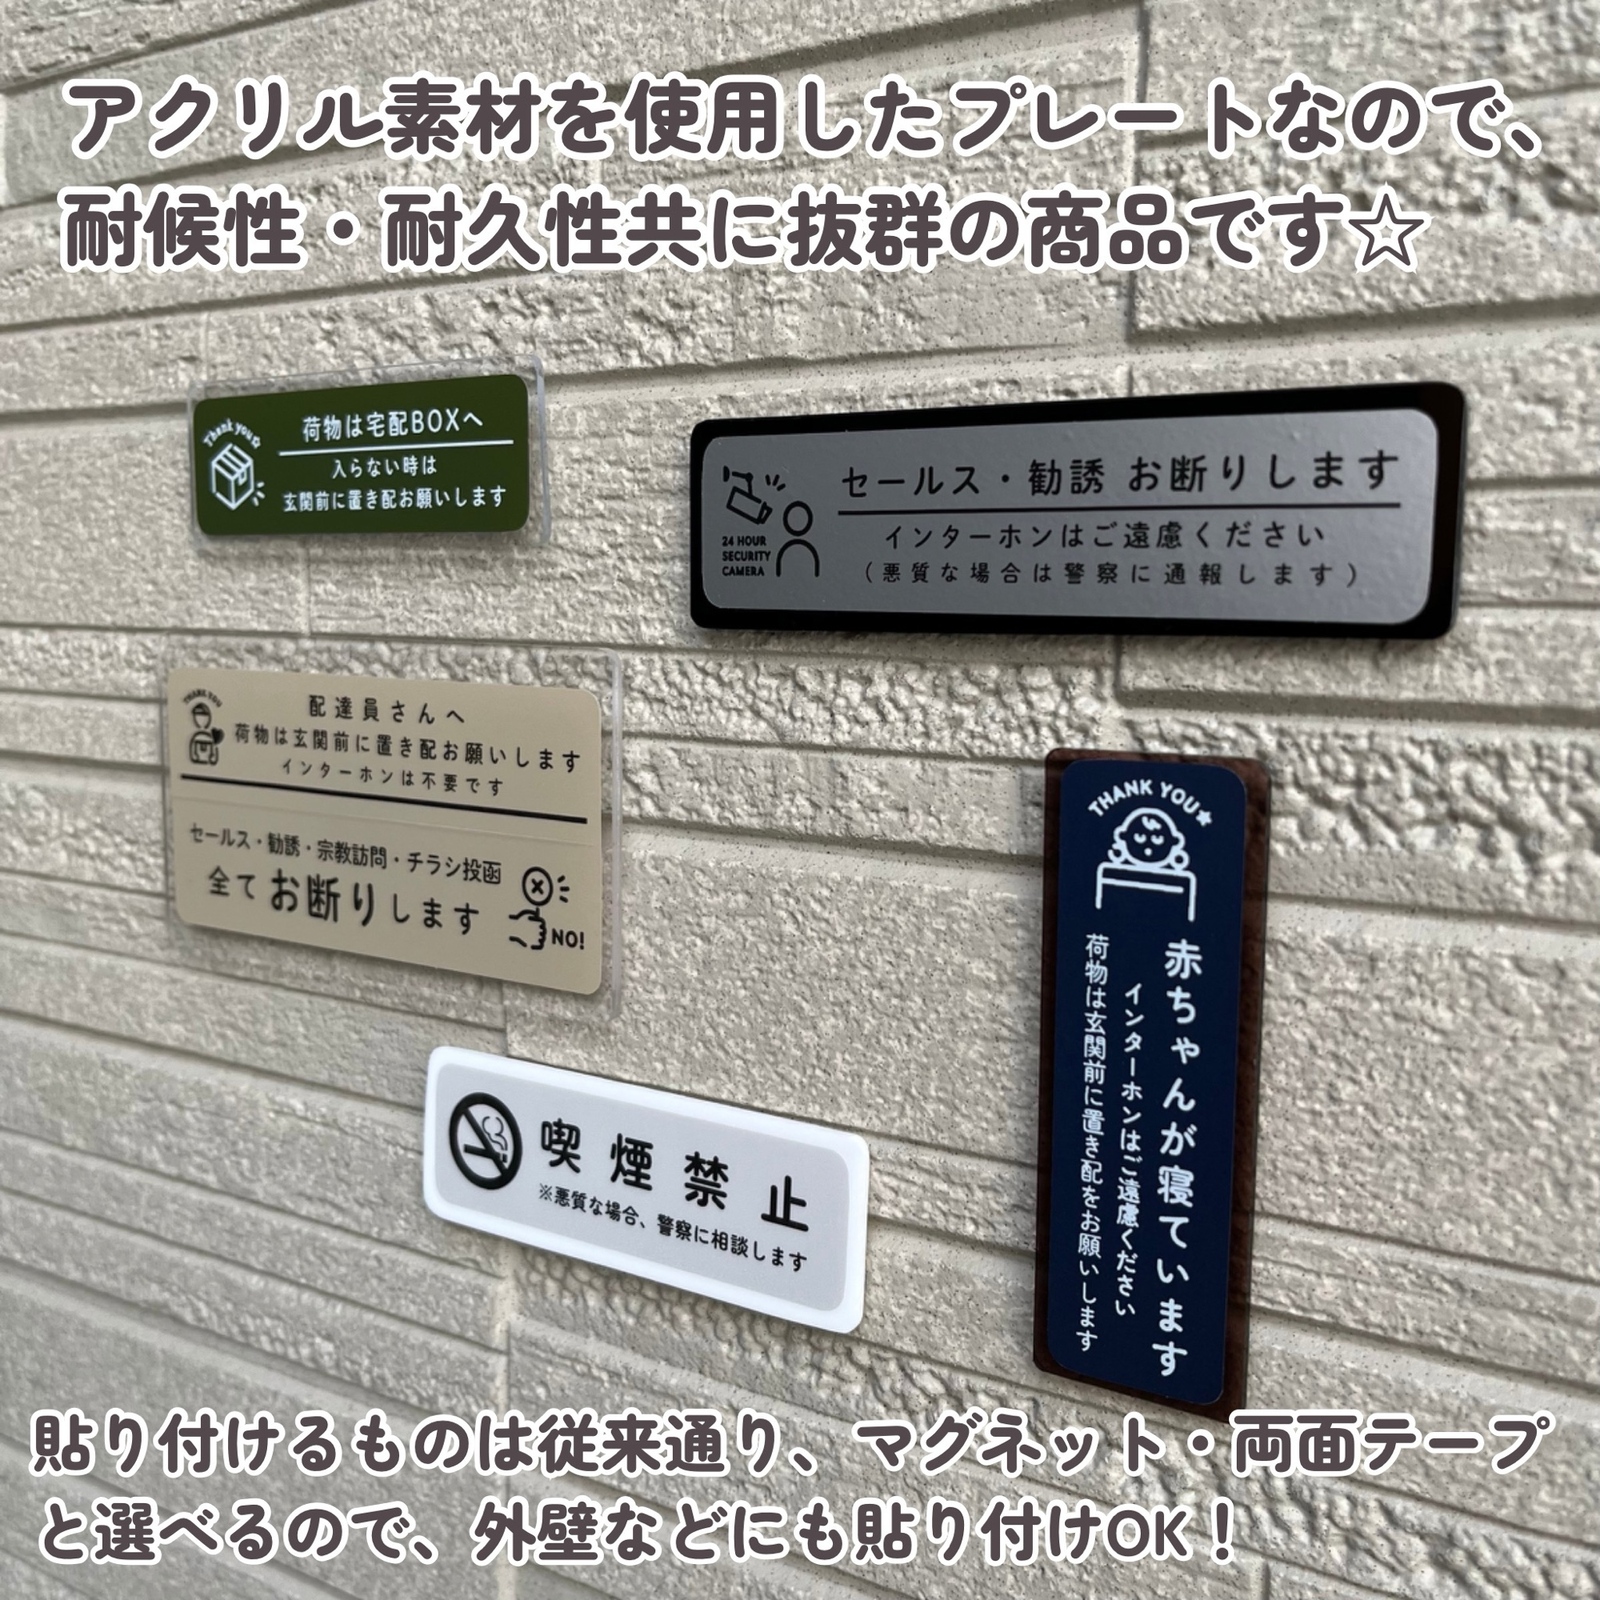 アクリル素材を使用したプレートなので、
耐候性・耐久性共に抜群の商品です☆
Thank you☆
荷物は宅配BOXへ
入らない時は
玄関前に置き配お願いします
24 HOUR
SECURITY
CAMERA
セールス・勧誘 お断りします
インターホンはご遠慮ください
（悪質な場合は警察に通報します）
THANK YOU
配達員さんへ
荷物は玄関前に置き配お願いします
インターホンは不要です
セールス・勧誘・宗教訪問・チラシ投函
全てお断りします
NO!
THANK YOU★
赤ちゃんが寝ています
インターホンはご遠慮ください
荷物は玄関前に置き配をお願いします
喫煙禁止
※悪質な場合、警察に相談します
貼り付けるものは従来通り、マグネット・両面テープ
と選べるので、外壁などにも貼り付けOK！